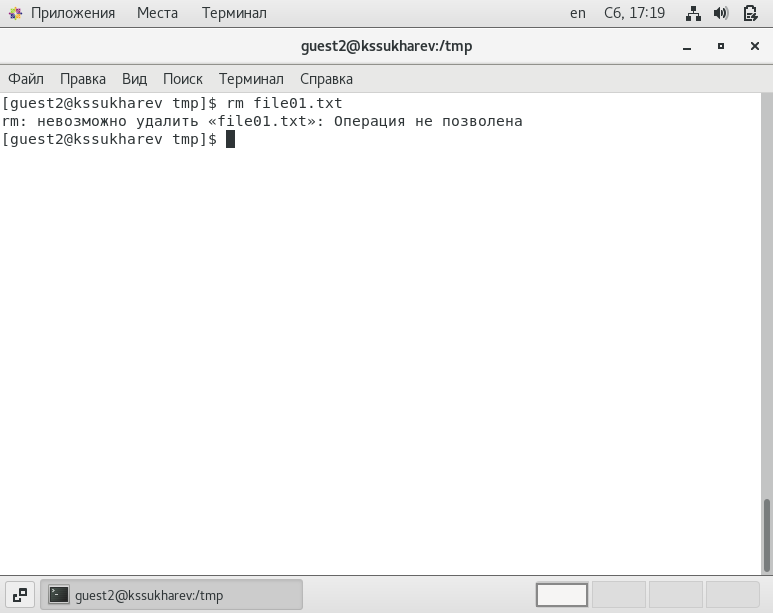 Приложения Места Терминал en Сб, 17:19
guest2@kssukharev:/tmp
Файл Правка Вид Поиск Терминал Справка
[guest2@kssukharev tmp]$ rm file01.txt
rm: невозможно удалить «file01.txt»: Операция не позволена
[guest2@kssukharev tmp]$
guest2@kssukharev:/tmp